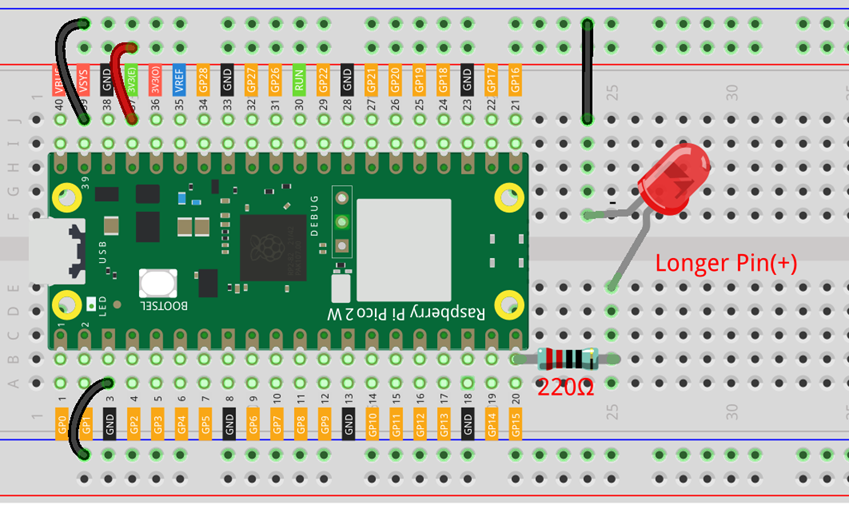 VBUS VSYS GND 3V3(E) 3V3(O) VREF GP28 GND GP27 GP26 RUN GP22 GND GP21 GP20 GP19 GP18 GND GP17 GP16
1 40 39 38 37 36 35 34 33 32 31 30 29 28 27 26 25 24 23 22 21 25 30
J
I
H
G
F
39
DEBUG
USB
-
Longer Pin(+)
E
D
C
B
A
LED
BOOTSEL
Raspberry Pi Pico 2 W
1 2
220Ω
1 1 2 3 4 5 6 7 8 9 10 11 12 13 14 15 16 17 18 19 20 25 30
GP0 GP1 GND GP2 GP3 GP4 GP5 GND GP6 GP7 GP8 GP9 GND GP10 GP11 GP12 GP13 GND GP14 GP15